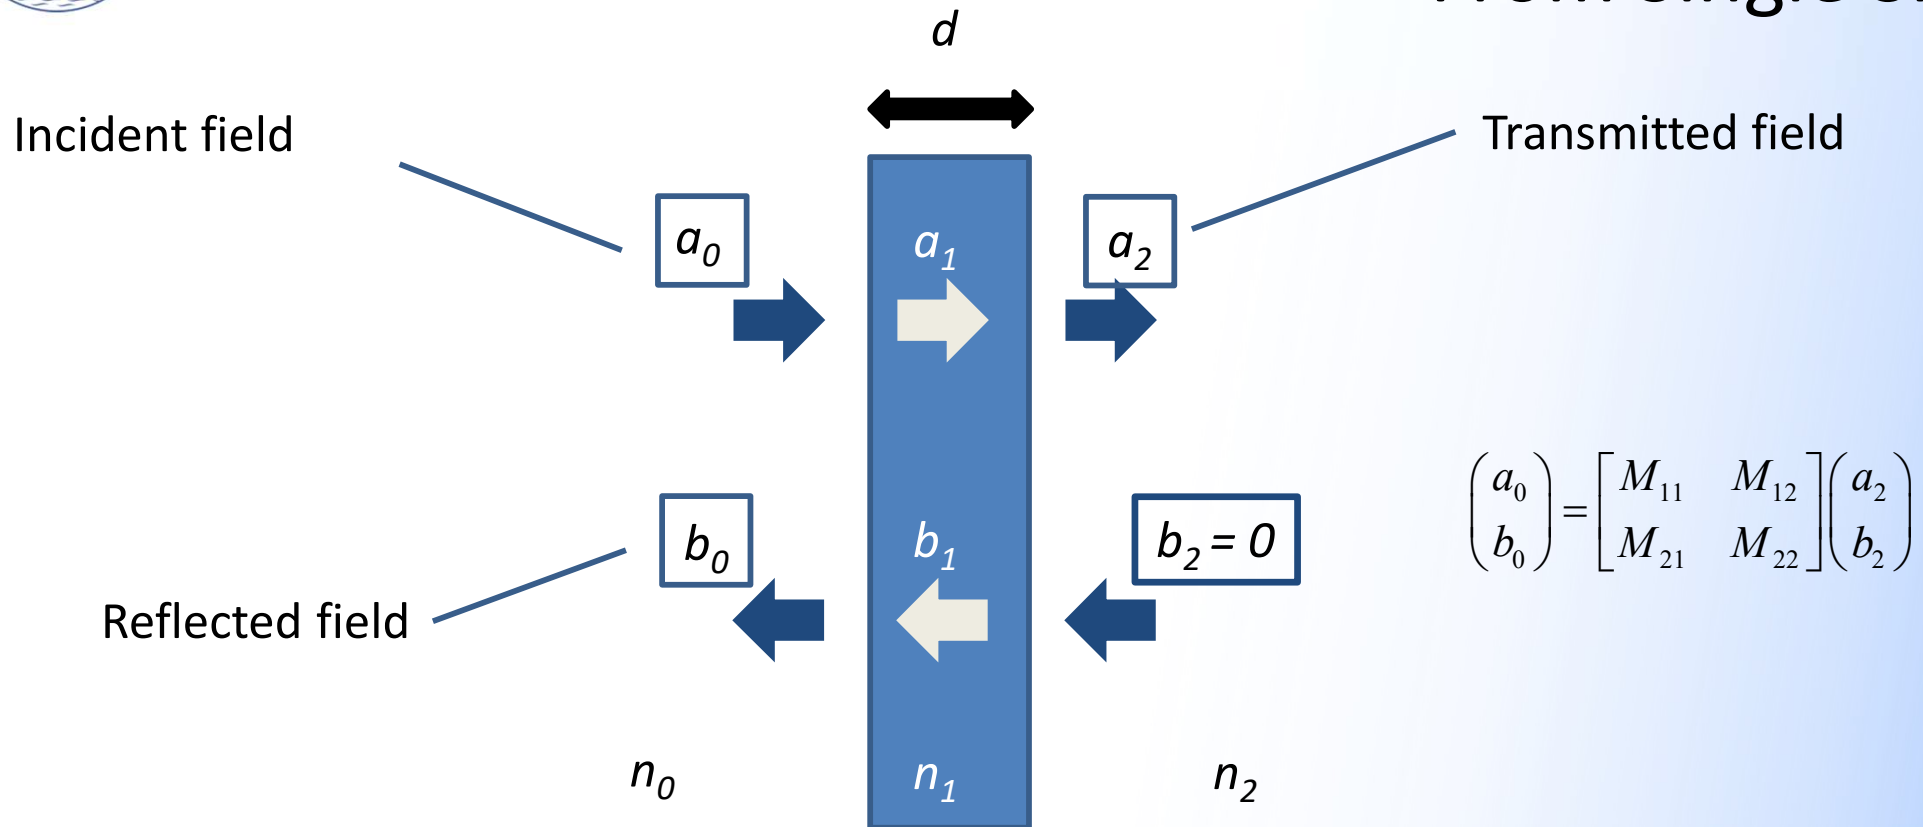 d
Incident field
Transmitted field
a0
a1
a2
b0
b1
b2 = 0
(a0 b0) = [M11 M12 M21 M22] (a2 b2)
Reflected field
n0
n1
n2